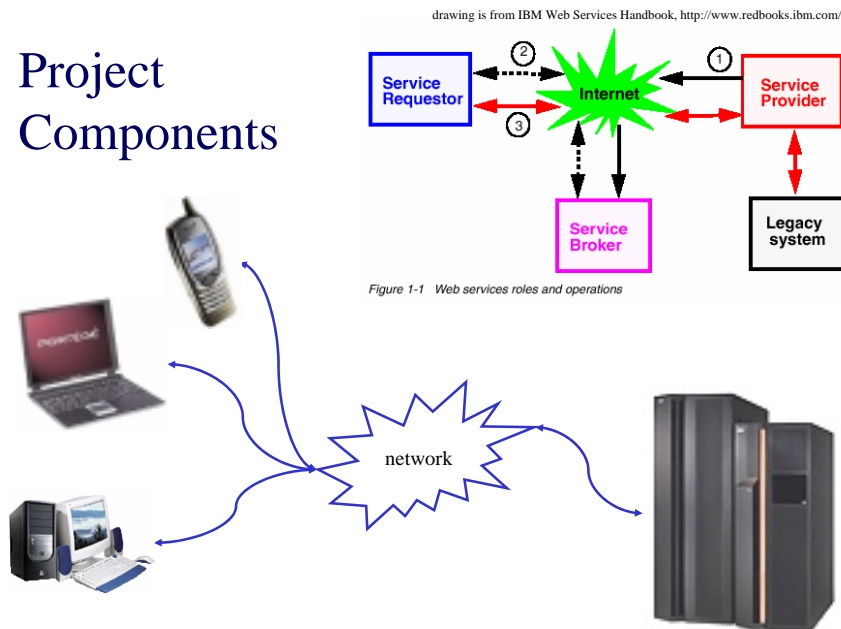 drawing is from IBM Web Services Handbook, http://www.redbooks.ibm.com/
Project
Components
2
1
Service
Requestor
Internet
Service
Provider
3
Service
Broker
Legacy
system
Figure 1-1 Web services roles and operations
network